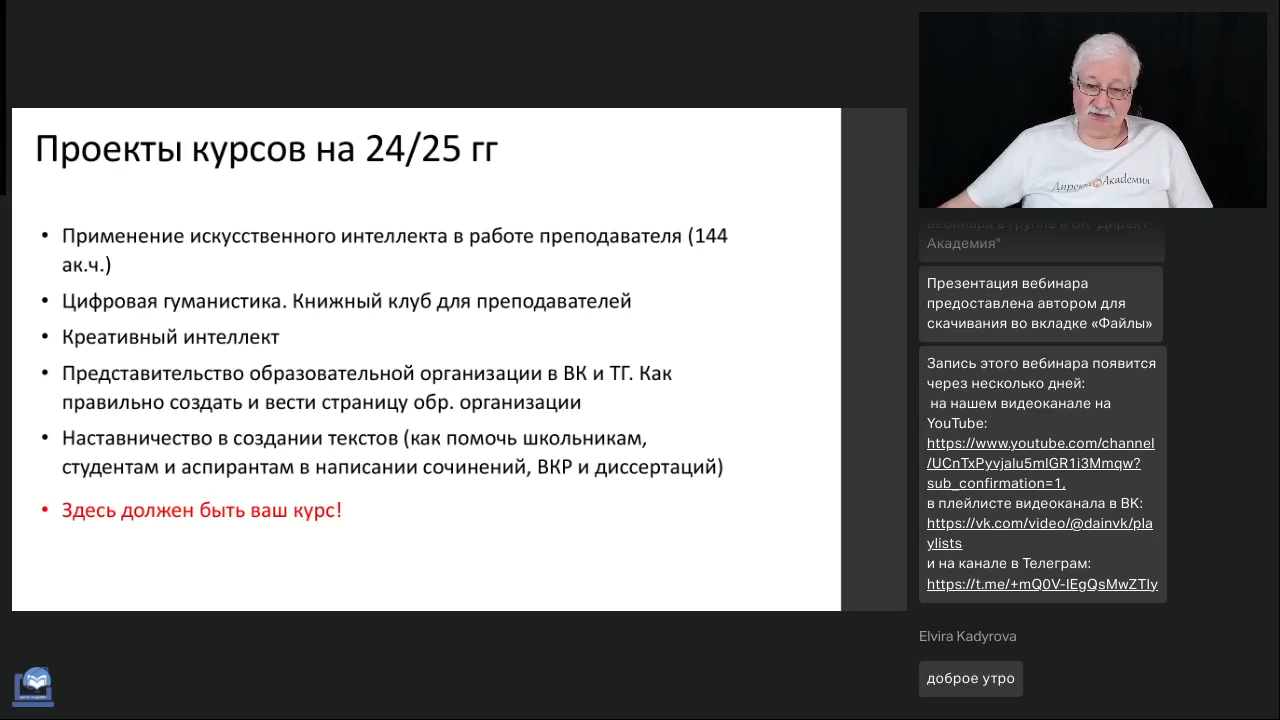 Проекты курсов на 24/25 гг
• Применение искусственного интеллекта в работе преподавателя (144
ак.ч.)
• Цифровая гуманистика. Книжный клуб для преподавателей
• Креативный интеллект
• Представительство образовательной организации в ВК и ТГ. Как
правильно создать и вести страницу обр. организации
• Наставничество в создании текстов (как помочь школьникам,
студентам и аспирантам в написании сочинений, ВКР и диссертаций)
• Здесь должен быть ваш курс!
Академия
вебинара в группе в ВК "Директ-
Академия"
Презентация вебинара
предоставлена автором для
скачивания во вкладке «Файлы»
Запись этого вебинара появится
через несколько дней:
на нашем видеоканале на
YouTube:
https://www.youtube.com/channel
/UCnTxPyvjalu5mlGR1i3Mmqw?
sub_confirmation=1,
в плейлисте видеоканала в ВК:
https://vk.com/video/@dainvk/pla
ylists
и на канале в Телеграм:
https://t.me/+mQ0V-lEgQsMwZTIy
Elvira Kadyrova
доброе утро